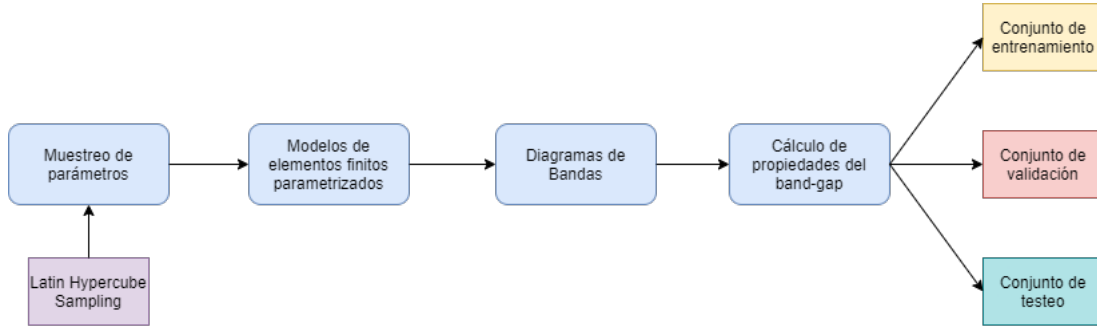 Muestreo de
parámetros
Latin Hypercube
Sampling
Modelos de
elementos finitos
parametrizados
Diagramas de
Bandas
Cálculo de
propiedades del
band-gap
Conjunto de
entrenamiento
Conjunto de
validación
Conjunto de
testeo